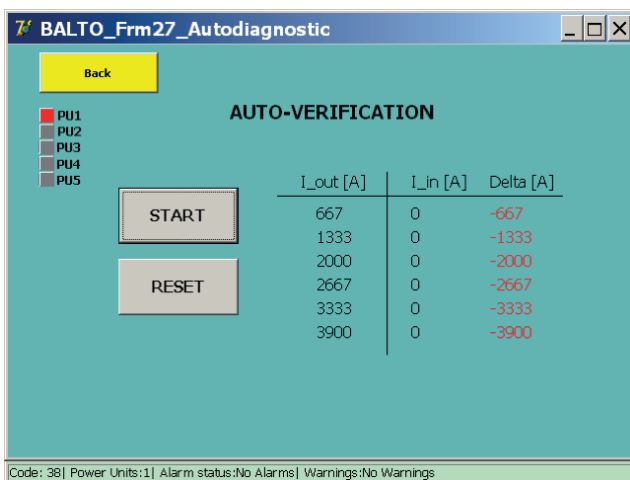 BALTO_Frm27_Autodiagnostic
Back
PU1
PU2
PU3
PU4
PU5
AUTO-VERIFICATION
START
RESET
I_out [A] I_in [A] Delta [A]
667 0 -667
1333 0 -1333
2000 0 -2000
2667 0 -2667
3333 0 -3333
3900 0 -3900
Code: 38| Power Units:1| Alarm status:No Alarms| Warnings:No Warnings